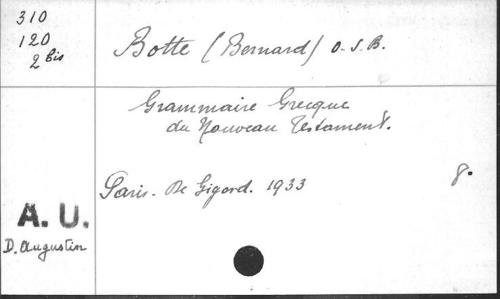 310
120
2 bis
Botte (Bernard) O.S.B.
Grammaire Grecque
du Nouveau Testament.
Paris. De Gigord. 1933
8.
A. U.
D. Augustin